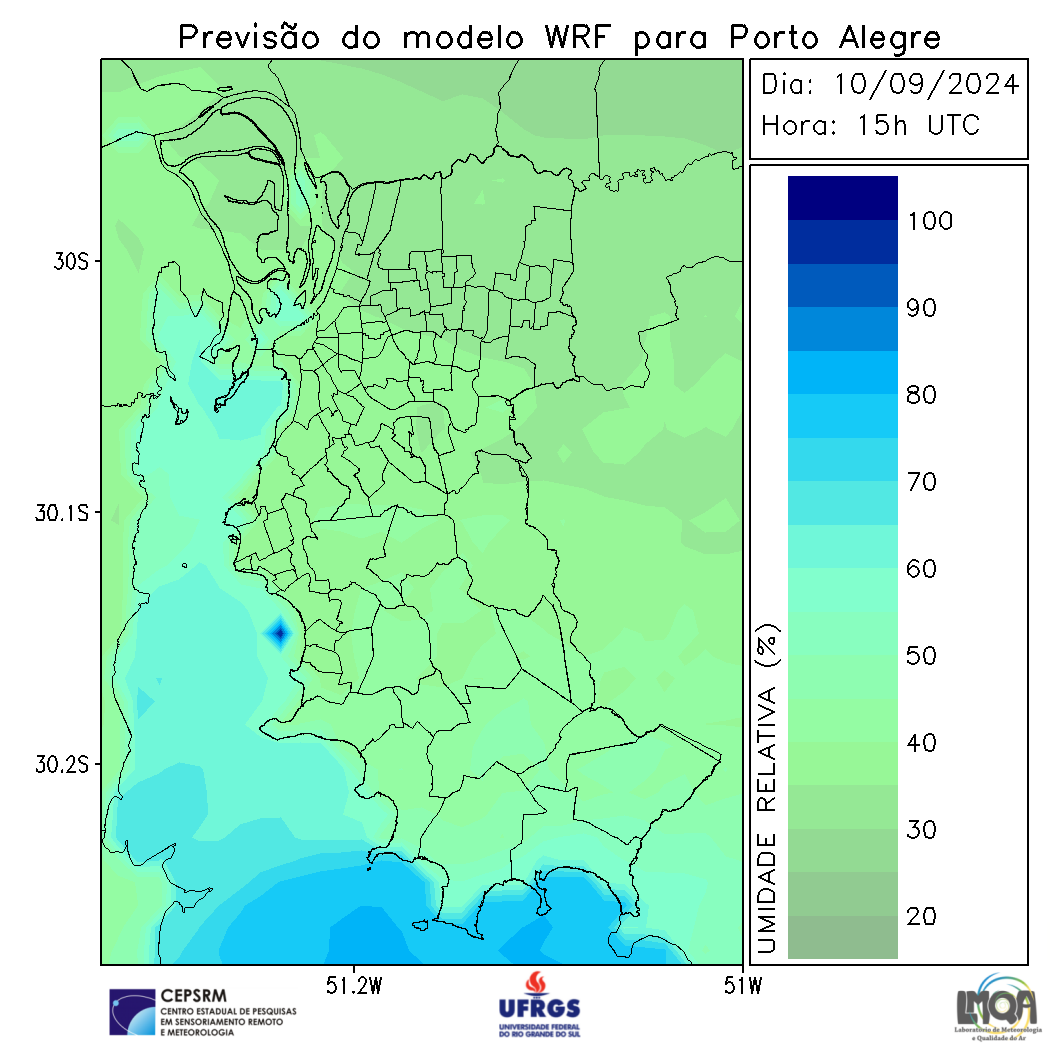 Previsão do modelo WRF para Porto Alegre
Dia: 10/09/2024
Hora: 15h UTC
30S
30.1S
30.2S
51.2W
51W
100
90
80
70
60
50
40
30
20
UMIDADE RELATIVA (%)
CEPSRM
CENTRO ESTADUAL DE PESQUISAS
EM SENSORIAMENTO REMOTO
E METEOROLOGIA
UFRGS
UNIVERSIDADE FEDERAL
DO RIO GRANDE DO SUL
LMQA
Laboratório de Meteorologia
e Qualidade do Ar